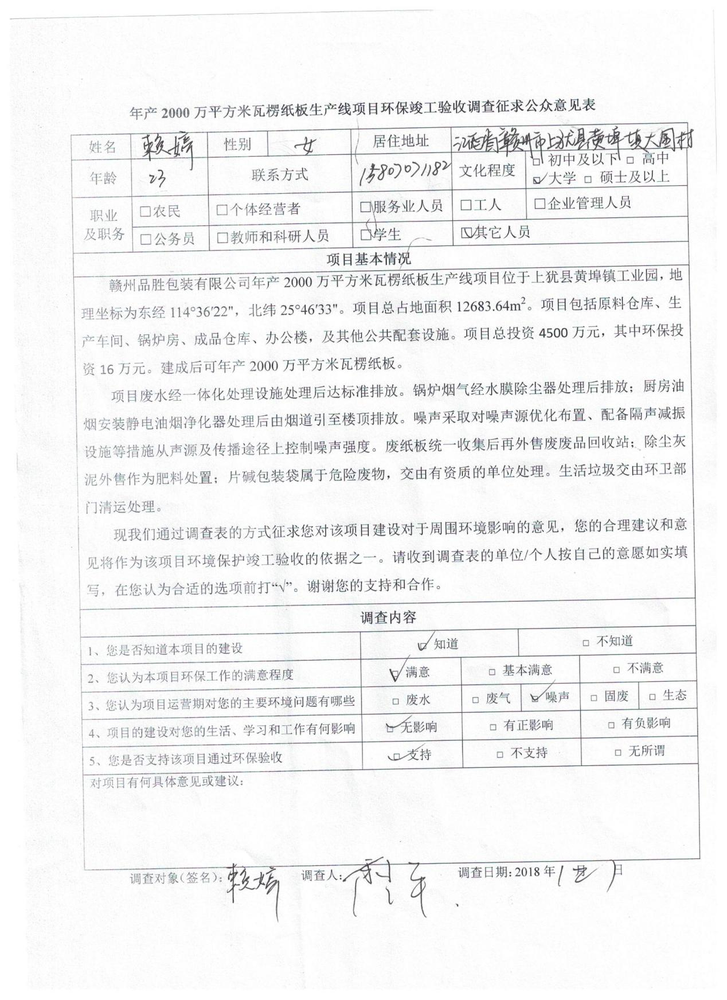 年产 2000 万平方米瓦楞纸板生产线项目环保竣工验收调查征求公众意见表
姓名 赖婷 性别 女 居住地址 江西省赣州市上犹县黄埠镇大围村
年龄 23 联系方式 15807071182 文化程度 □ 初中及以下 □ 高中
☑大学 □ 硕士及以上
职业及职务 □农民 □个体经营者 □服务业人员 □工人 □企业管理人员
□公务员 □教师和科研人员 □学生 ☑其它人员
项目基本情况
赣州品胜包装有限公司年产 2000 万平方米瓦楞纸板生产线项目位于上犹县黄埠镇工业园，地
理坐标为东经 114°36′22″，北纬 25°46′33″。项目总占地面积 12683.64m²。项目包括原料仓库、生
产车间、锅炉房、成品仓库、办公楼，及其他公共配套设施。项目总投资 4500 万元，其中环保投
资 16 万元。建成后可年产 2000 万平方米瓦楞纸板。
项目废水经一体化处理设施处理后达标准排放。锅炉烟气经水膜除尘器处理后排放；厨房油
烟安装静电油烟净化器处理后由烟道引至楼顶排放。噪声采取对噪声源优化布置、配备隔声减振
设施等措施从声源及传播途径上控制噪声强度。废纸板统一收集后再外售废废品回收站；除尘灰
泥外售作为肥料处置；片碱包装袋属于危险废物，交由有资质的单位处理。生活垃圾交由环卫部
门清运处理。
现我们通过调查表的方式征求您对该项目建设对于周围环境影响的意见，您的合理建议和意
见将作为该项目环境保护竣工验收的依据之一。请收到调查表的单位/个人按自己的意愿如实填
写，在您认为合适的选项前打“√”。谢谢您的支持和合作。
调查内容
1、您是否知道本项目的建设 ☑ 知道 □ 不知道
2、您认为本项目环保工作的满意程度 ☑ 满意 □ 基本满意 □ 不满意
3、您认为项目运营期对您的主要环境问题有哪些 □ 废水 □ 废气 ☑ 噪声 □ 固废 □ 生态
4、项目的建设对您的生活、学习和工作有何影响 ☑ 无影响 □ 有正影响 □ 有负影响
5、您是否支持该项目通过环保验收 ☑ 支持 □ 不支持 □ 无所谓
对项目有何具体意见或建议：
调查对象(签名)：赖婷 调查人： 调查日期：2018 年 1 月 日